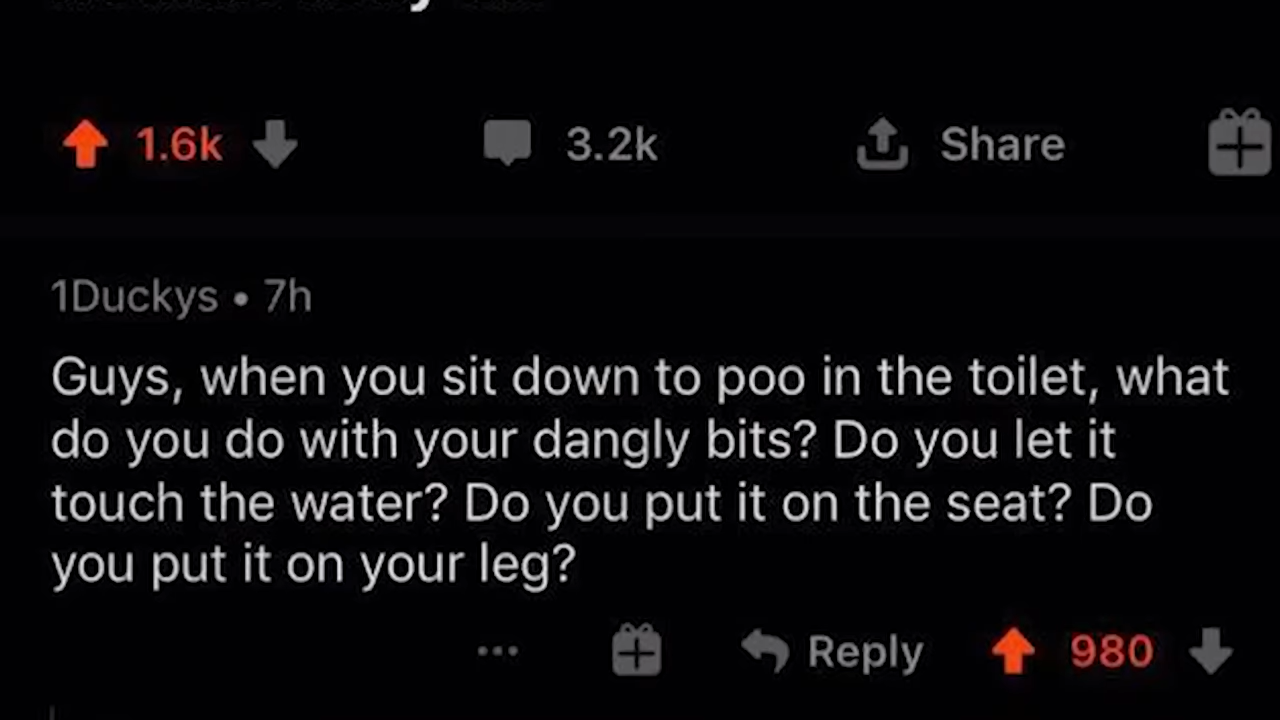 1.6k 3.2k Share
1Duckys • 7h
Guys, when you sit down to poo in the toilet, what
do you do with your dangly bits? Do you let it
touch the water? Do you put it on the seat? Do
you put it on your leg?
... Reply 980